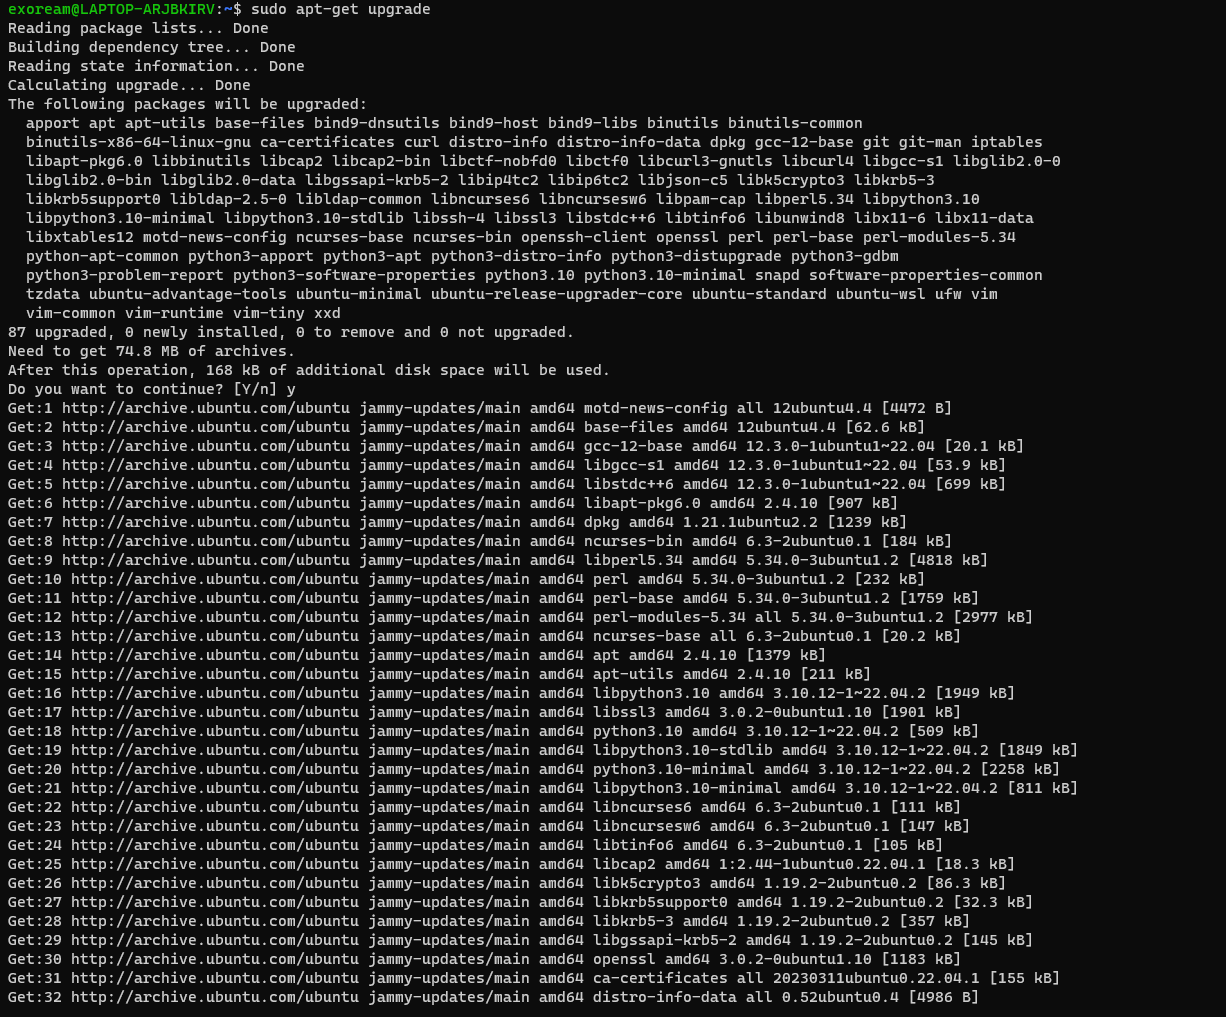 exoream@LAPTOP-ARJBKIRV:~$ sudo apt-get upgrade
Reading package lists... Done
Building dependency tree... Done
Reading state information... Done
Calculating upgrade... Done
The following packages will be upgraded:
  apport apt apt-utils base-files bind9-dnsutils bind9-host bind9-libs binutils binutils-common
  binutils-x86-64-linux-gnu ca-certificates curl distro-info distro-info-data dpkg gcc-12-base git git-man iptables
  libapt-pkg6.0 libbinutils libcap2 libcap2-bin libctf-nobfd0 libctf0 libcurl3-gnutls libcurl4 libgcc-s1 libglib2.0-0
  libglib2.0-bin libglib2.0-data libgssapi-krb5-2 libip4tc2 libip6tc2 libjson-c5 libk5crypto3 libkrb5-3
  libkrb5support0 libldap-2.5-0 libldap-common libncurses6 libncursesw6 libpam-cap libperl5.34 libpython3.10
  libpython3.10-minimal libpython3.10-stdlib libssh-4 libssl3 libstdc++6 libtinfo6 libunwind8 libx11-6 libx11-data
  libxtables12 motd-news-config ncurses-base ncurses-bin openssh-client openssl perl perl-base perl-modules-5.34
  python-apt-common python3-apport python3-apt python3-distro-info python3-distupgrade python3-gdbm
  python3-problem-report python3-software-properties python3.10 python3.10-minimal snapd software-properties-common
  tzdata ubuntu-advantage-tools ubuntu-minimal ubuntu-release-upgrader-core ubuntu-standard ubuntu-wsl ufw vim
  vim-common vim-runtime vim-tiny xxd
87 upgraded, 0 newly installed, 0 to remove and 0 not upgraded.
Need to get 74.8 MB of archives.
After this operation, 168 kB of additional disk space will be used.
Do you want to continue? [Y/n] y
Get:1 http://archive.ubuntu.com/ubuntu jammy-updates/main amd64 motd-news-config all 12ubuntu4.4 [4472 B]
Get:2 http://archive.ubuntu.com/ubuntu jammy-updates/main amd64 base-files amd64 12ubuntu4.4 [62.6 kB]
Get:3 http://archive.ubuntu.com/ubuntu jammy-updates/main amd64 gcc-12-base amd64 12.3.0-1ubuntu1~22.04 [20.1 kB]
Get:4 http://archive.ubuntu.com/ubuntu jammy-updates/main amd64 libgcc-s1 amd64 12.3.0-1ubuntu1~22.04 [53.9 kB]
Get:5 http://archive.ubuntu.com/ubuntu jammy-updates/main amd64 libstdc++6 amd64 12.3.0-1ubuntu1~22.04 [699 kB]
Get:6 http://archive.ubuntu.com/ubuntu jammy-updates/main amd64 libapt-pkg6.0 amd64 2.4.10 [907 kB]
Get:7 http://archive.ubuntu.com/ubuntu jammy-updates/main amd64 dpkg amd64 1.21.1ubuntu2.2 [1239 kB]
Get:8 http://archive.ubuntu.com/ubuntu jammy-updates/main amd64 ncurses-bin amd64 6.3-2ubuntu0.1 [184 kB]
Get:9 http://archive.ubuntu.com/ubuntu jammy-updates/main amd64 libperl5.34 amd64 5.34.0-3ubuntu1.2 [4818 kB]
Get:10 http://archive.ubuntu.com/ubuntu jammy-updates/main amd64 perl amd64 5.34.0-3ubuntu1.2 [232 kB]
Get:11 http://archive.ubuntu.com/ubuntu jammy-updates/main amd64 perl-base amd64 5.34.0-3ubuntu1.2 [1759 kB]
Get:12 http://archive.ubuntu.com/ubuntu jammy-updates/main amd64 perl-modules-5.34 all 5.34.0-3ubuntu1.2 [2977 kB]
Get:13 http://archive.ubuntu.com/ubuntu jammy-updates/main amd64 ncurses-base all 6.3-2ubuntu0.1 [20.2 kB]
Get:14 http://archive.ubuntu.com/ubuntu jammy-updates/main amd64 apt amd64 2.4.10 [1379 kB]
Get:15 http://archive.ubuntu.com/ubuntu jammy-updates/main amd64 apt-utils amd64 2.4.10 [211 kB]
Get:16 http://archive.ubuntu.com/ubuntu jammy-updates/main amd64 libpython3.10 amd64 3.10.12-1~22.04.2 [1949 kB]
Get:17 http://archive.ubuntu.com/ubuntu jammy-updates/main amd64 libssl3 amd64 3.0.2-0ubuntu1.10 [1901 kB]
Get:18 http://archive.ubuntu.com/ubuntu jammy-updates/main amd64 python3.10 amd64 3.10.12-1~22.04.2 [509 kB]
Get:19 http://archive.ubuntu.com/ubuntu jammy-updates/main amd64 libpython3.10-stdlib amd64 3.10.12-1~22.04.2 [1849 kB]
Get:20 http://archive.ubuntu.com/ubuntu jammy-updates/main amd64 python3.10-minimal amd64 3.10.12-1~22.04.2 [2258 kB]
Get:21 http://archive.ubuntu.com/ubuntu jammy-updates/main amd64 libpython3.10-minimal amd64 3.10.12-1~22.04.2 [811 kB]
Get:22 http://archive.ubuntu.com/ubuntu jammy-updates/main amd64 libncurses6 amd64 6.3-2ubuntu0.1 [111 kB]
Get:23 http://archive.ubuntu.com/ubuntu jammy-updates/main amd64 libncursesw6 amd64 6.3-2ubuntu0.1 [147 kB]
Get:24 http://archive.ubuntu.com/ubuntu jammy-updates/main amd64 libtinfo6 amd64 6.3-2ubuntu0.1 [105 kB]
Get:25 http://archive.ubuntu.com/ubuntu jammy-updates/main amd64 libcap2 amd64 1:2.44-1ubuntu0.22.04.1 [18.3 kB]
Get:26 http://archive.ubuntu.com/ubuntu jammy-updates/main amd64 libk5crypto3 amd64 1.19.2-2ubuntu0.2 [86.3 kB]
Get:27 http://archive.ubuntu.com/ubuntu jammy-updates/main amd64 libkrb5support0 amd64 1.19.2-2ubuntu0.2 [32.3 kB]
Get:28 http://archive.ubuntu.com/ubuntu jammy-updates/main amd64 libkrb5-3 amd64 1.19.2-2ubuntu0.2 [357 kB]
Get:29 http://archive.ubuntu.com/ubuntu jammy-updates/main amd64 libgssapi-krb5-2 amd64 1.19.2-2ubuntu0.2 [145 kB]
Get:30 http://archive.ubuntu.com/ubuntu jammy-updates/main amd64 openssl amd64 3.0.2-0ubuntu1.10 [1183 kB]
Get:31 http://archive.ubuntu.com/ubuntu jammy-updates/main amd64 ca-certificates all 20230311ubuntu0.22.04.1 [155 kB]
Get:32 http://archive.ubuntu.com/ubuntu jammy-updates/main amd64 distro-info-data all 0.52ubuntu0.4 [4986 B]